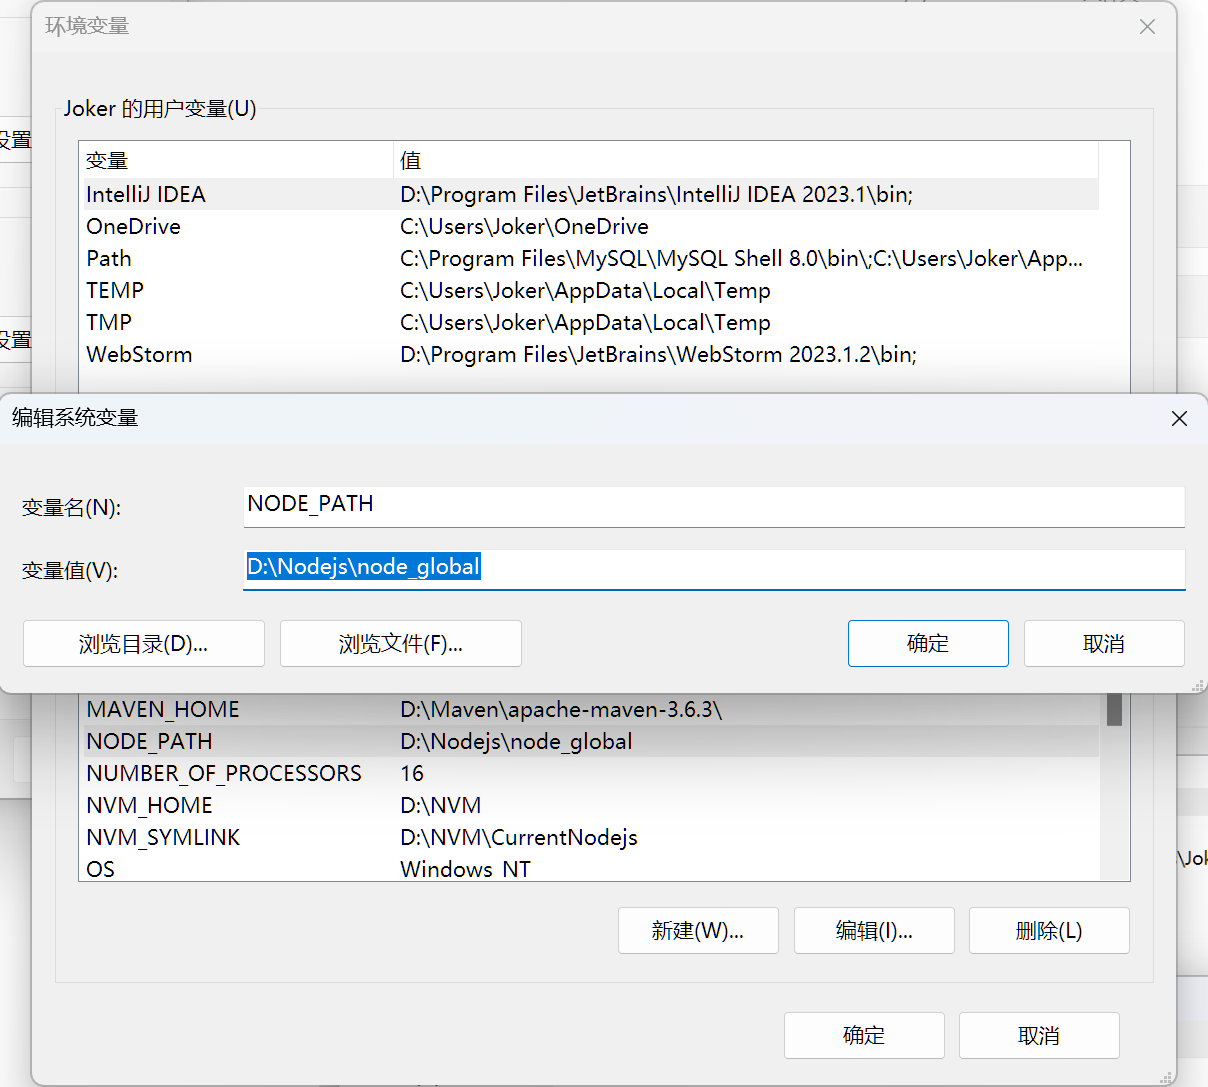 环境变量
Joker 的用户变量(U)
变量 值
IntelliJ IDEA D:\Program Files\JetBrains\IntelliJ IDEA 2023.1\bin;
OneDrive C:\Users\Joker\OneDrive
Path C:\Program Files\MySQL\MySQL Shell 8.0\bin\;C:\Users\Joker\App...
TEMP C:\Users\Joker\AppData\Local\Temp
TMP C:\Users\Joker\AppData\Local\Temp
WebStorm D:\Program Files\JetBrains\WebStorm 2023.1.2\bin;
设置
设置
编辑系统变量
变量名(N): NODE_PATH
变量值(V): D:\Nodejs\node_global
浏览目录(D)... 浏览文件(F)... 确定 取消
MAVEN_HOME D:\Maven\apache-maven-3.6.3\
NODE_PATH D:\Nodejs\node_global
NUMBER_OF_PROCESSORS 16
NVM_HOME D:\NVM
NVM_SYMLINK D:\NVM\CurrentNodejs
OS Windows_NT
\Jok
新建(W)... 编辑(I)... 删除(L)
确定 取消